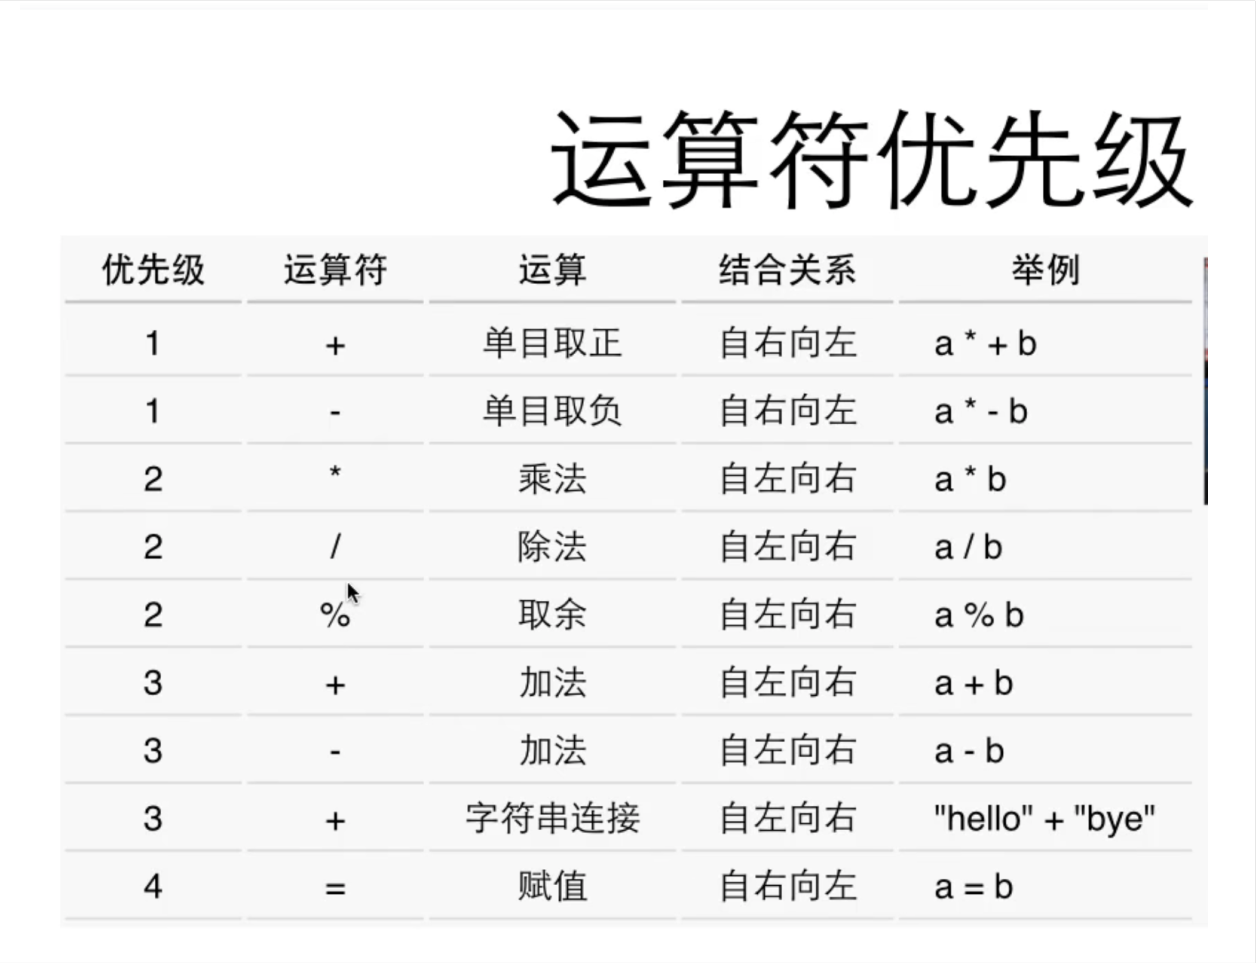 运算符优先级
优先级 运算符 运算 结合关系 举例
1 + 单目取正 自右向左 a * + b
1 - 单目取负 自右向左 a * - b
2 * 乘法 自左向右 a * b
2 / 除法 自左向右 a / b
2 % 取余 自左向右 a % b
3 + 加法 自左向右 a + b
3 - 加法 自左向右 a - b
3 + 字符串连接 自左向右 "hello" + "bye"
4 = 赋值 自右向左 a = b